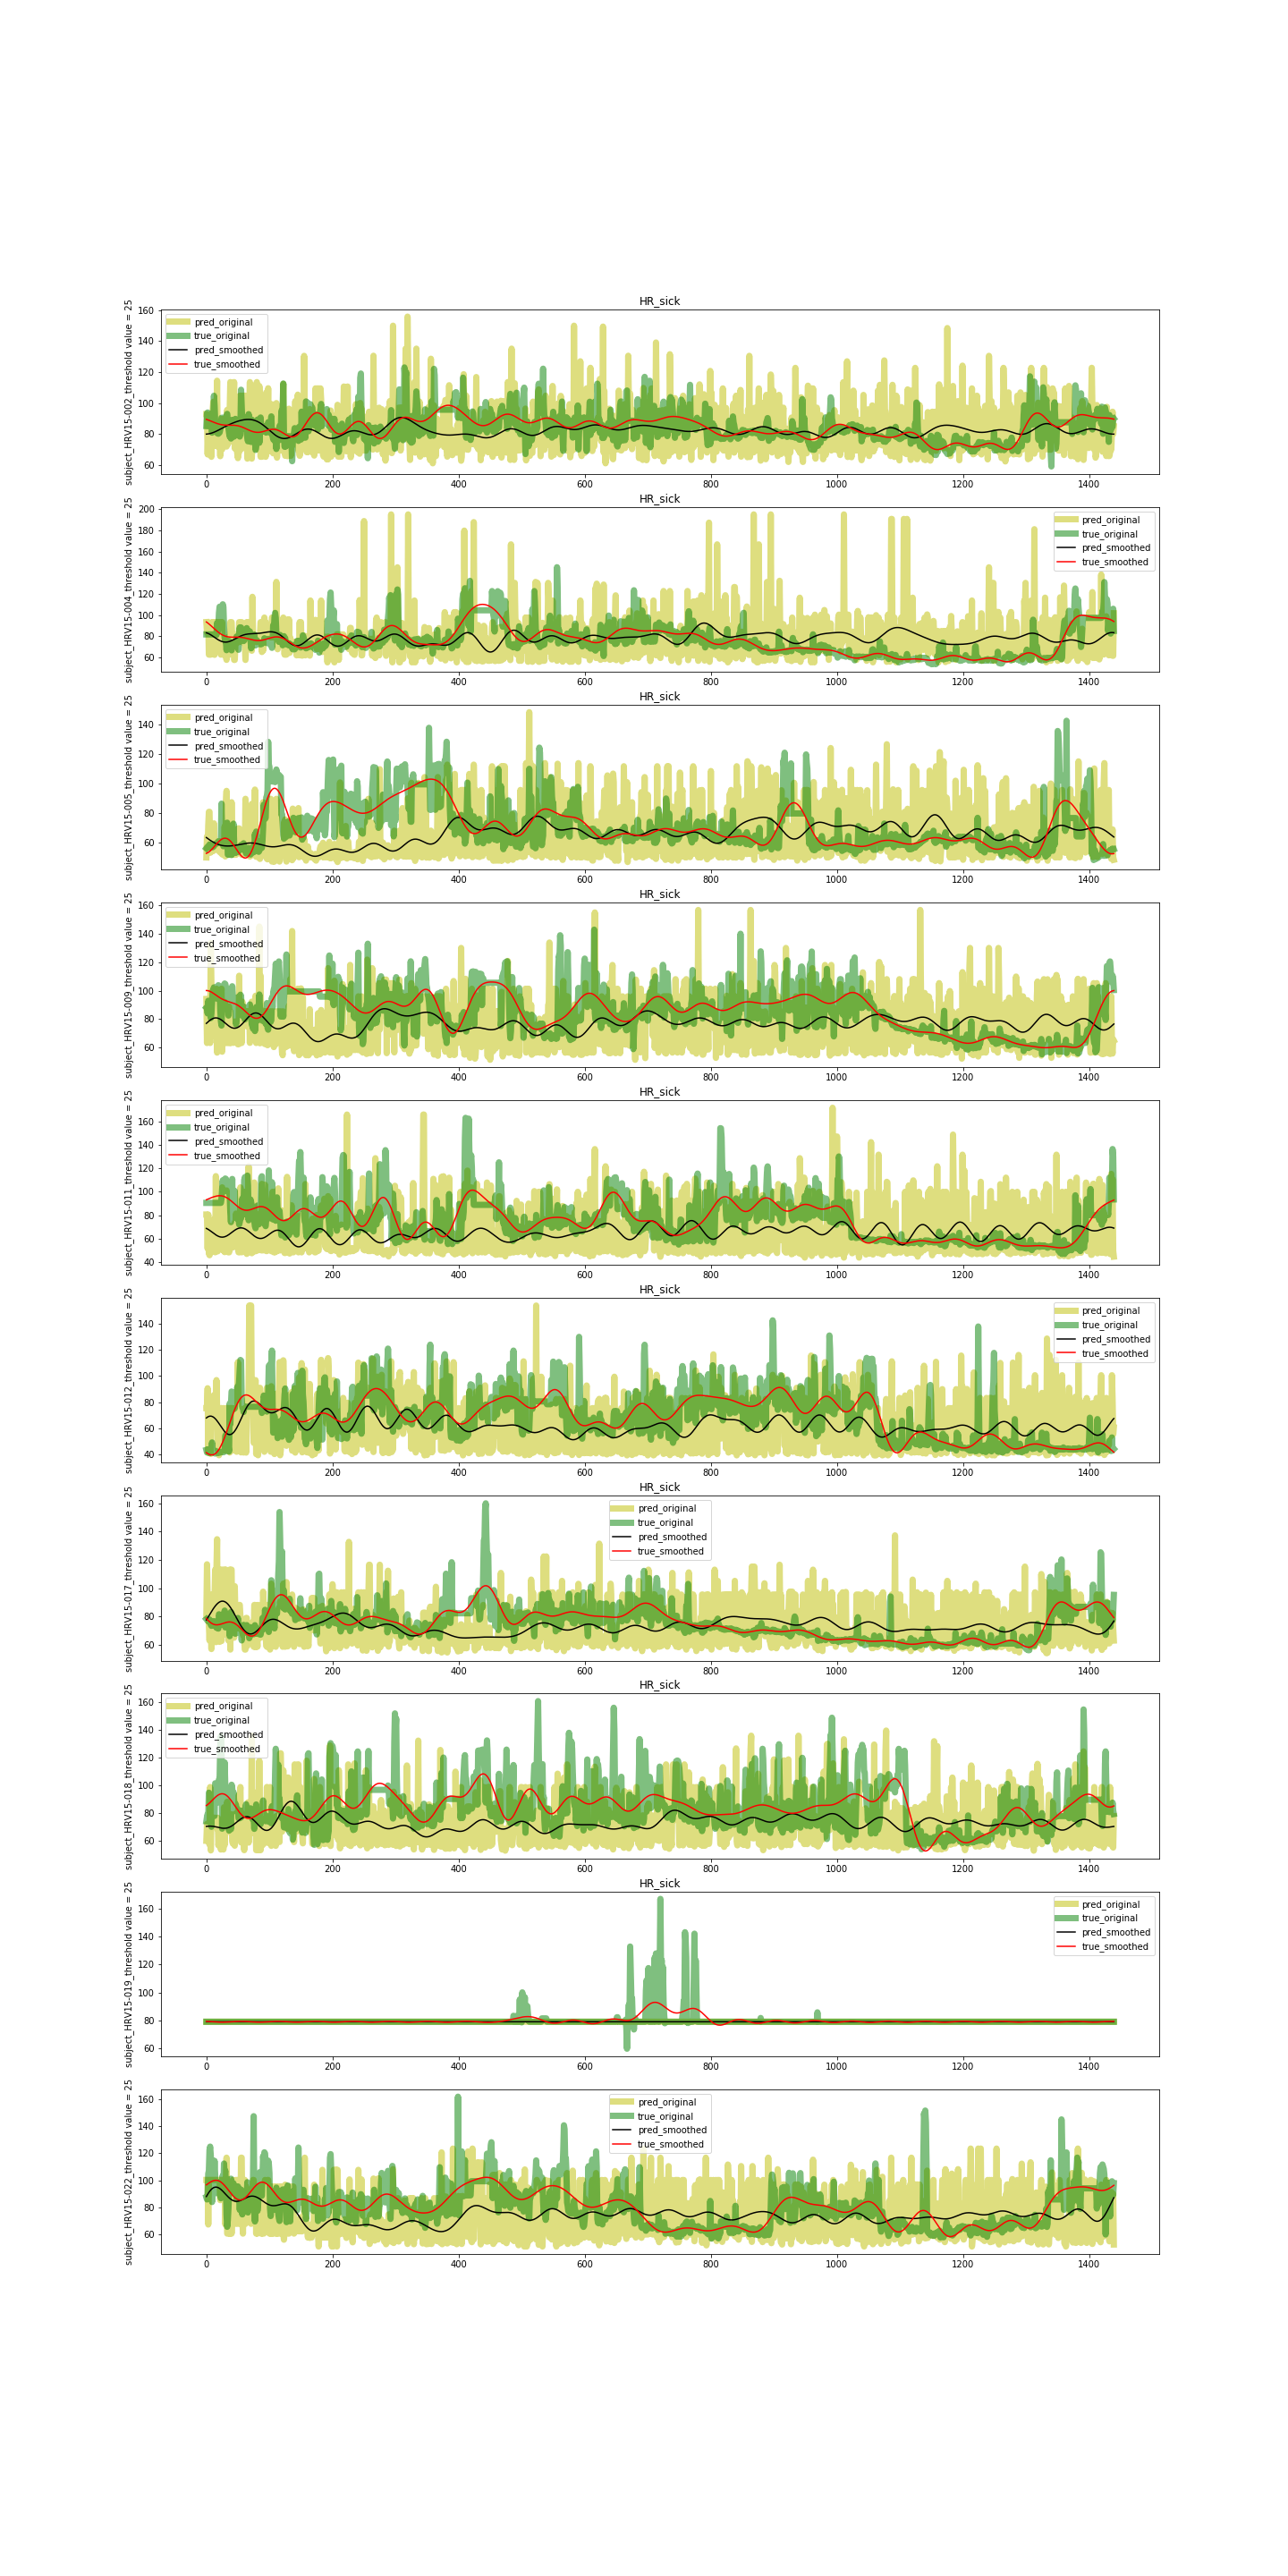 HR_sick
subject_HRV15-002_threshold value = 25
160
140
120
100
80
60
pred_original
true_original
pred_smoothed
true_smoothed
0 200 400 600 800 1000 1200 1400
HR_sick
subject_HRV15-004_threshold value = 25
200
180
160
140
120
100
80
60
pred_original
true_original
pred_smoothed
true_smoothed
0 200 400 600 800 1000 1200 1400
HR_sick
subject_HRV15-005_threshold value = 25
140
120
100
80
60
pred_original
true_original
pred_smoothed
true_smoothed
0 200 400 600 800 1000 1200 1400
HR_sick
subject_HRV15-009_threshold value = 25
160
140
120
100
80
60
pred_original
true_original
pred_smoothed
true_smoothed
0 200 400 600 800 1000 1200 1400
HR_sick
subject_HRV15-011_threshold value = 25
160
140
120
100
80
60
40
pred_original
true_original
pred_smoothed
true_smoothed
0 200 400 600 800 1000 1200 1400
HR_sick
subject_HRV15-012_threshold value = 25
140
120
100
80
60
40
pred_original
true_original
pred_smoothed
true_smoothed
0 200 400 600 800 1000 1200 1400
HR_sick
subject_HRV15-017_threshold value = 25
160
140
120
100
80
60
pred_original
true_original
pred_smoothed
true_smoothed
0 200 400 600 800 1000 1200 1400
HR_sick
subject_HRV15-018_threshold value = 25
160
140
120
100
80
60
pred_original
true_original
pred_smoothed
true_smoothed
0 200 400 600 800 1000 1200 1400
HR_sick
subject_HRV15-019_threshold value = 25
160
140
120
100
80
60
pred_original
true_original
pred_smoothed
true_smoothed
0 200 400 600 800 1000 1200 1400
subject_HRV15-022_threshold value = 25
160
140
120
100
80
60
pred_original
true_original
pred_smoothed
true_smoothed
0 200 400 600 800 1000 1200 1400